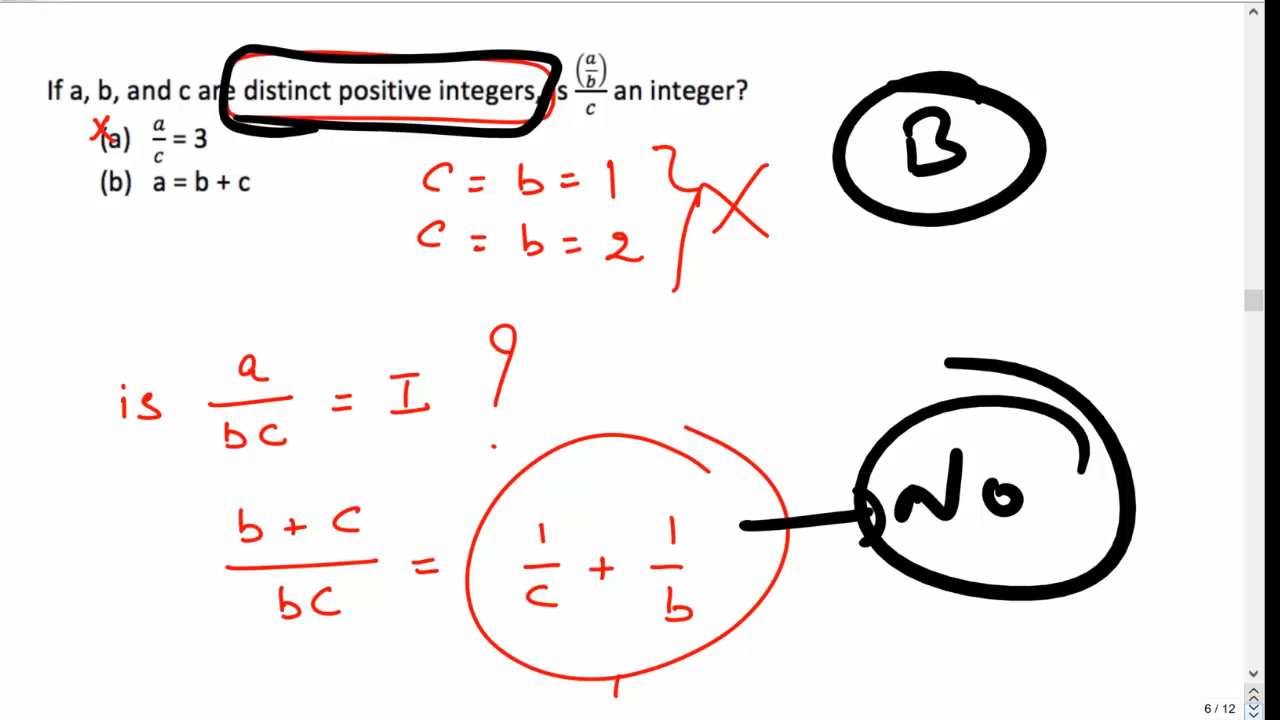 If a, b, and c are distinct positive integers, is (a/b)/c an integer?
X (a) a/c = 3
(b) a = b + c
c = b = 1
c = b = 2
X
B
is a/bc = I ?
b + c/bc = 1/c + 1/b
No
6 / 12